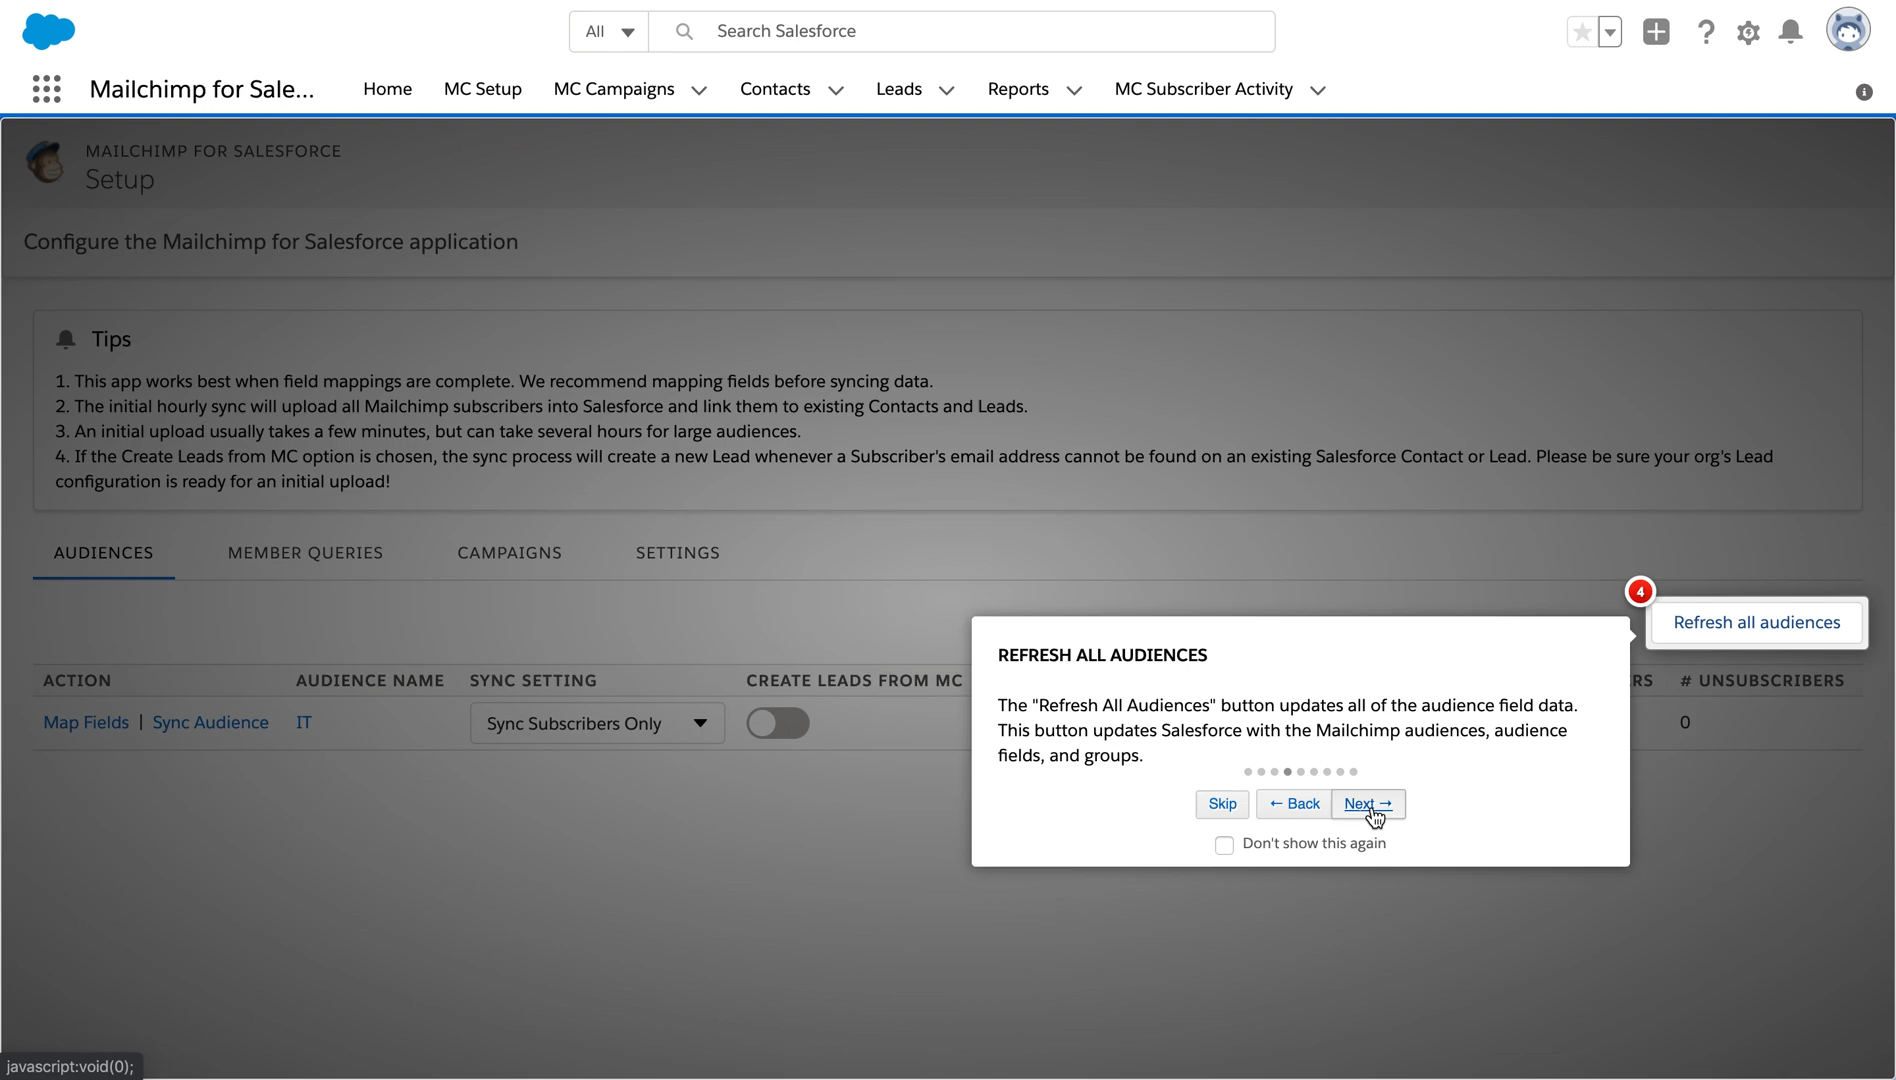 All
Search Salesforce
Mailchimp for Sale...
Home
MC Setup
MC Campaigns
Contacts
Leads
Reports
MC Subscriber Activity
MAILCHIMP FOR SALESFORCE
Setup
Configure the Mailchimp for Salesforce application
Tips
1. This app works best when field mappings are complete. We recommend mapping fields before syncing data.
2. The initial hourly sync will upload all Mailchimp subscribers into Salesforce and link them to existing Contacts and Leads.
3. An initial upload usually takes a few minutes, but can take several hours for large audiences.
4. If the Create Leads from MC option is chosen, the sync process will create a new Lead whenever a Subscriber's email address cannot be found on an existing Salesforce Contact or Lead. Please be sure your org's Lead
configuration is ready for an initial upload!
AUDIENCES
MEMBER QUERIES
CAMPAIGNS
SETTINGS
4
Refresh all audiences
ACTION
AUDIENCE NAME
SYNC SETTING
CREATE LEADS FROM MC
RS
# UNSUBSCRIBERS
Map Fields | Sync Audience
IT
Sync Subscribers Only
0
REFRESH ALL AUDIENCES
The "Refresh All Audiences" button updates all of the audience field data.
This button updates Salesforce with the Mailchimp audiences, audience
fields, and groups.
Skip
← Back
Next →
Don't show this again
javascript:void(0);